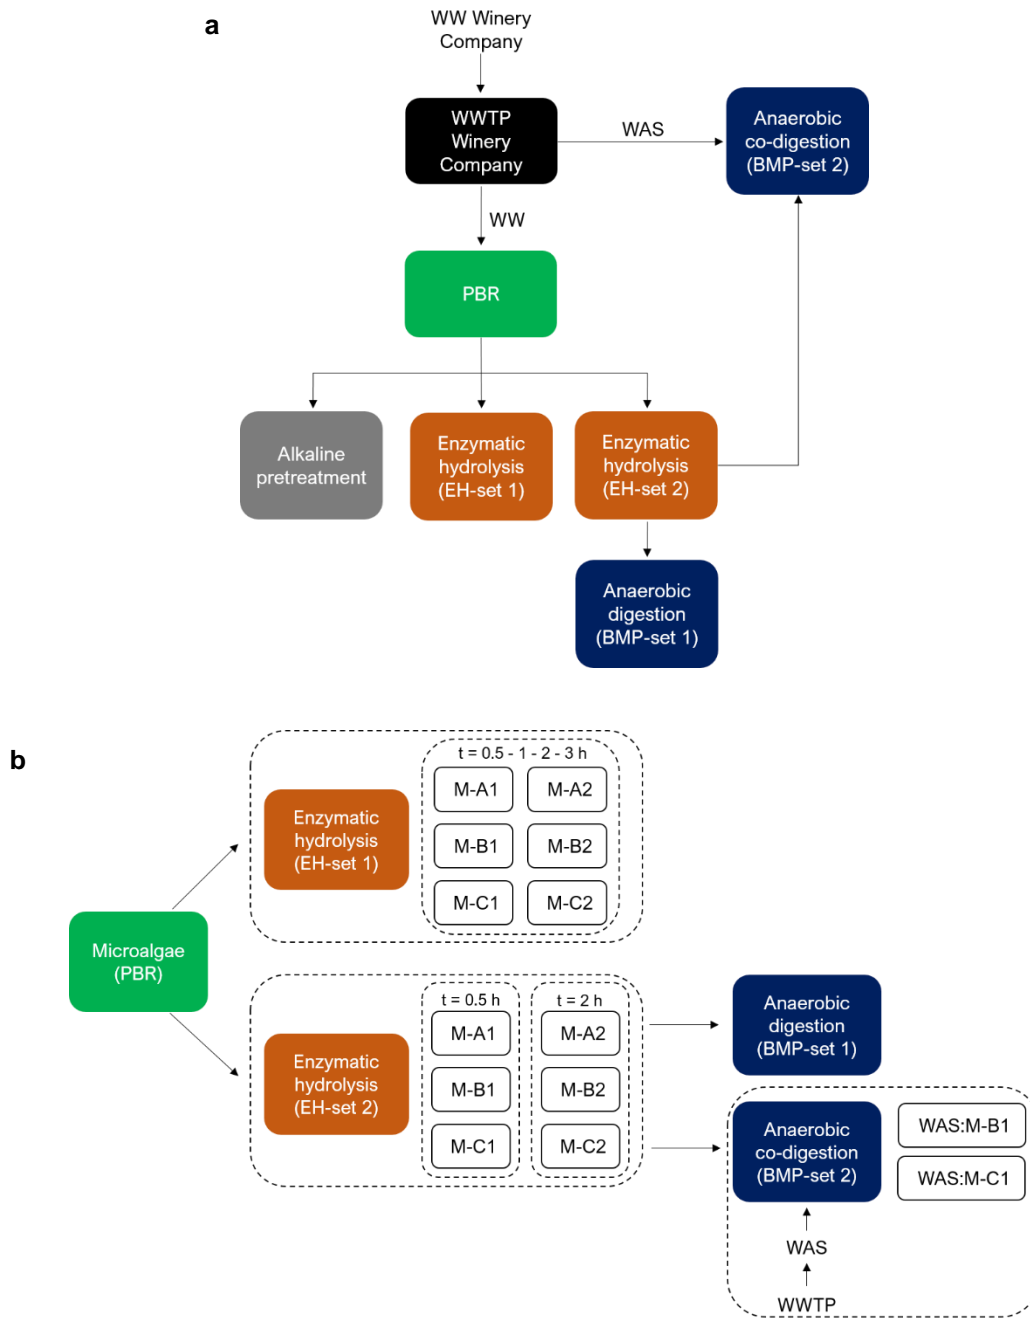 a
WW Winery
Company
WWTP
Winery
Company
WAS
Anaerobic
co-digestion
(BMP-set 2)
WW
PBR
Alkaline
pretreatment
Enzymatic
hydrolysis
(EH-set 1)
Enzymatic
hydrolysis
(EH-set 2)
Anaerobic
digestion
(BMP-set 1)
b
t = 0.5 - 1 - 2 - 3 h
Enzymatic
hydrolysis
(EH-set 1)
M-A1
M-A2
M-B1
M-B2
M-C1
M-C2
Microalgae
(PBR)
Enzymatic
hydrolysis
(EH-set 2)
t = 0.5 h
M-A1
M-B1
M-C1
t = 2 h
M-A2
M-B2
M-C2
Anaerobic
digestion
(BMP-set 1)
Anaerobic
co-digestion
(BMP-set 2)
WAS:M-B1
WAS:M-C1
WAS
WWTP